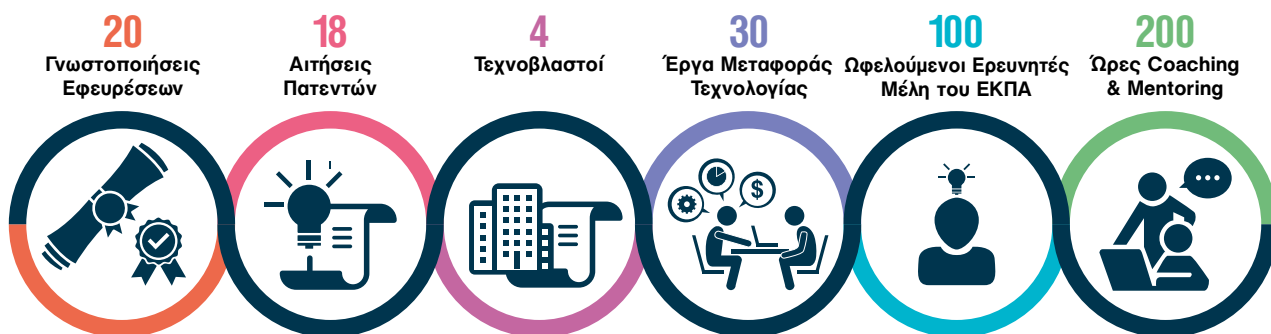 20
Γνωστοποιήσεις
Εφευρέσεων
18
Αιτήσεις
Πατεντών
4
Τεχνοβλαστοί
30
Έργα Μεταφοράς
Τεχνολογίας
100
Ωφελούμενοι Ερευνητές
Μέλη του ΕΚΠΑ
200
Ώρες Coaching
& Mentoring
$